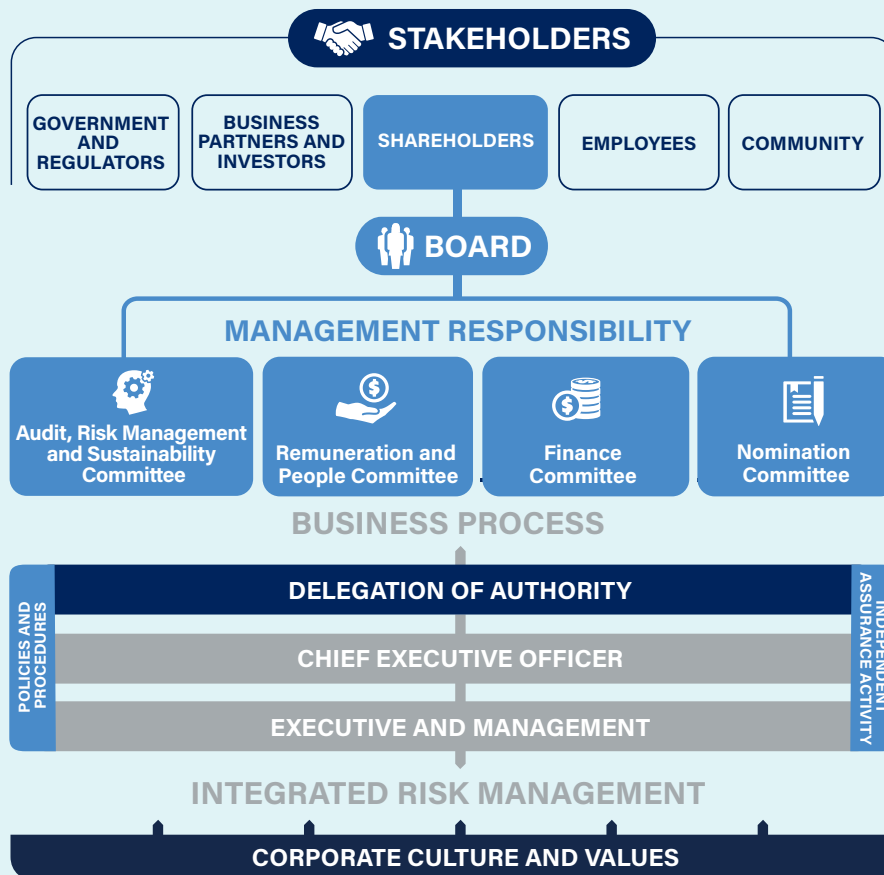 STAKEHOLDERS
GOVERNMENT
AND
REGULATORS
BUSINESS
PARTNERS AND
INVESTORS
SHAREHOLDERS
EMPLOYEES
COMMUNITY
BOARD
MANAGEMENT RESPONSIBILITY
Audit, Risk Management
and Sustainability
Committee
Remuneration and
People Committee
Finance
Committee
Nomination
Committee
BUSINESS PROCESS
POLICIES AND
PROCEDURES
DELEGATION OF AUTHORITY
CHIEF EXECUTIVE OFFICER
EXECUTIVE AND MANAGEMENT
INDEPENDENT
ASSURANCE ACTIVITY
INTEGRATED RISK MANAGEMENT
CORPORATE CULTURE AND VALUES